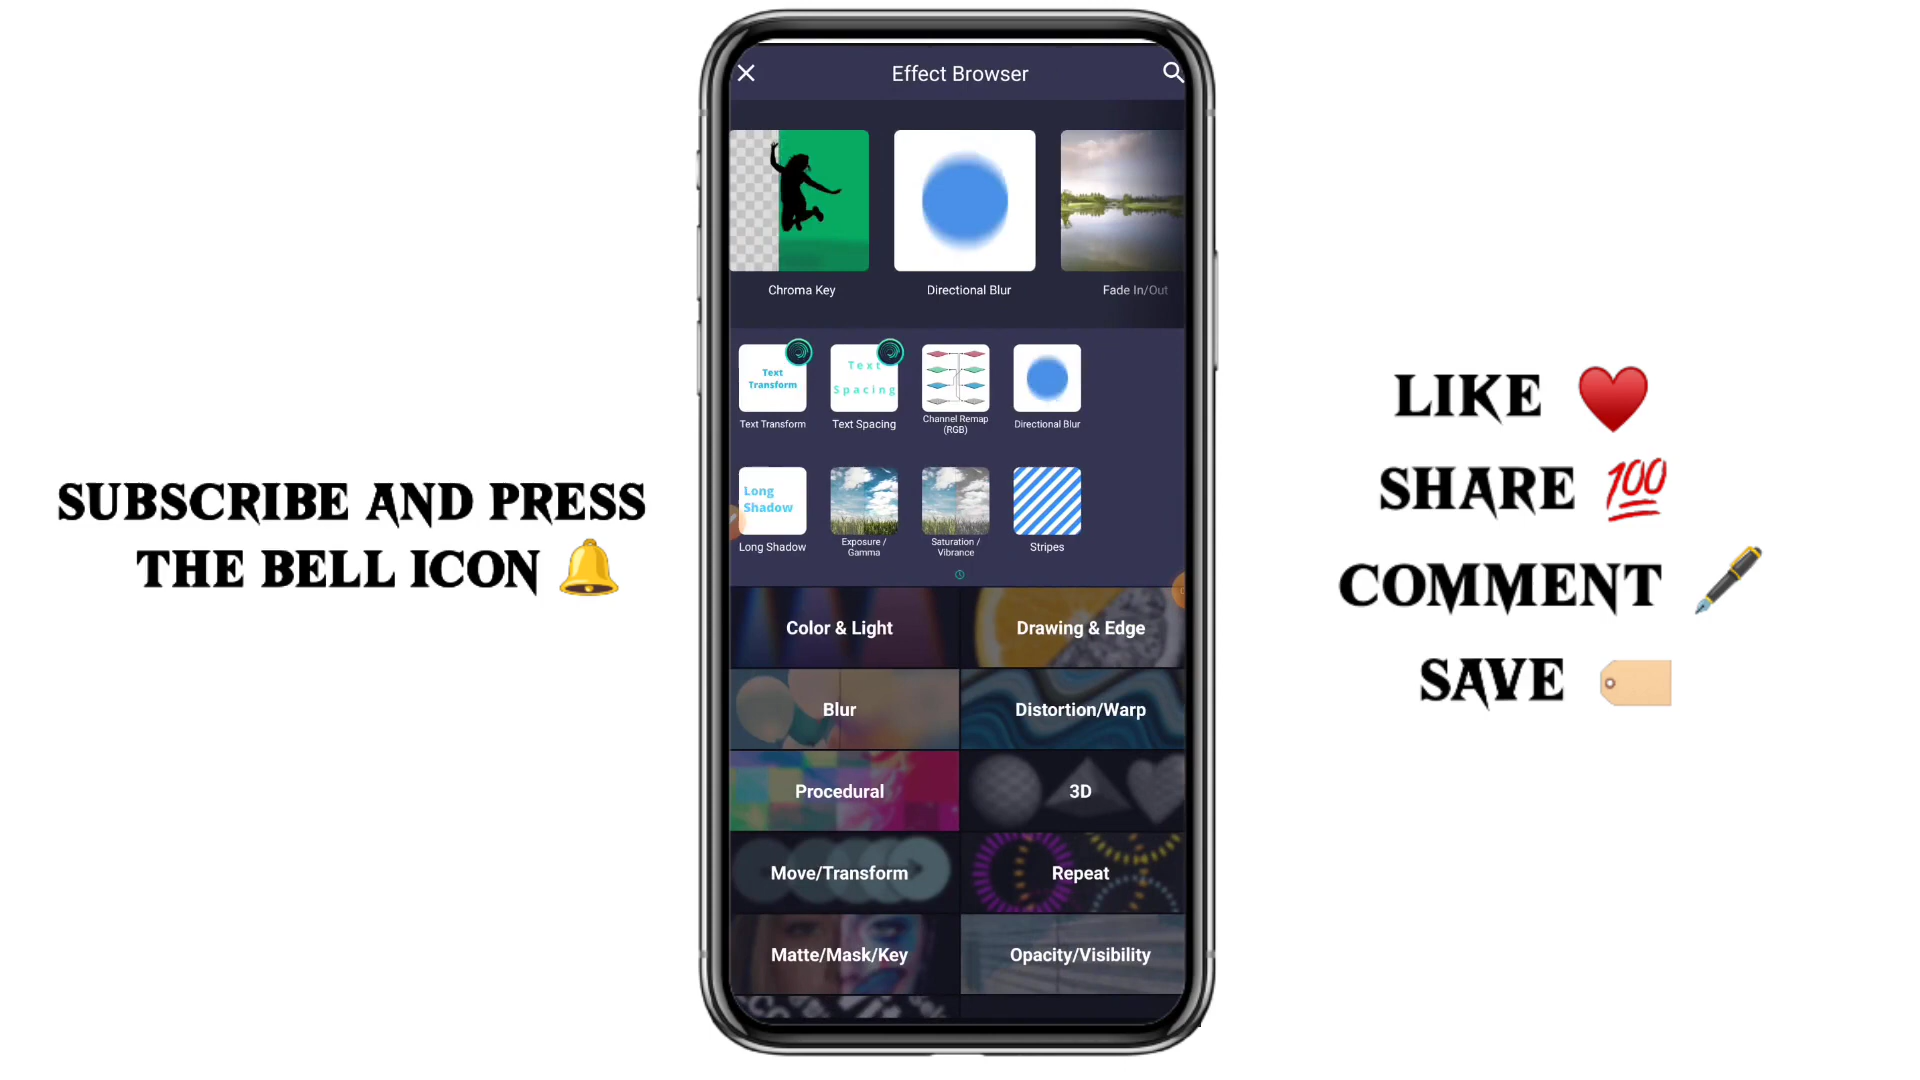 Effect Browser
Chroma Key
Directional Blur
Fade In/Out
Text
Transform
Text
Spacing
Text Transform
Text Spacing
Channel Remap
(RGB)
Directional Blur
Long
Shadow
Long Shadow
Exposure /
Gamma
Saturation /
Vibrance
Stripes
Color & Light
Drawing & Edge
Blur
Distortion/Warp
Procedural
3D
Move/Transform
Repeat
Matte/Mask/Key
Opacity/Visibility
SUBSCRIBE AND PRESS
THE BELL ICON 🔔
LIKE ♥️
SHARE 💯
COMMENT 🖋️
SAVE 🏷️